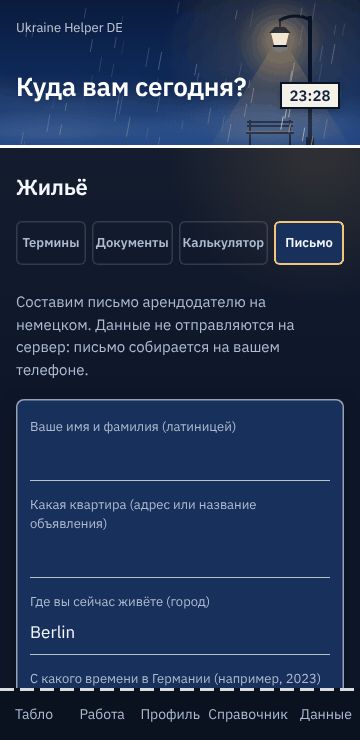 Ukraine Helper DE
Куда вам сегодня?
23:28
Жильё
Термины
Документы
Калькулятор
Письмо
Составим письмо арендодателю на
немецком. Данные не отправляются на
сервер: письмо собирается на вашем
телефоне.
Ваше имя и фамилия (латиницей)
Какая квартира (адрес или название
объявления)
Где вы сейчас живёте (город)
Berlin
С какого времени в Германии (например, 2023)
Табло
Работа
Профиль
Справочник
Данные